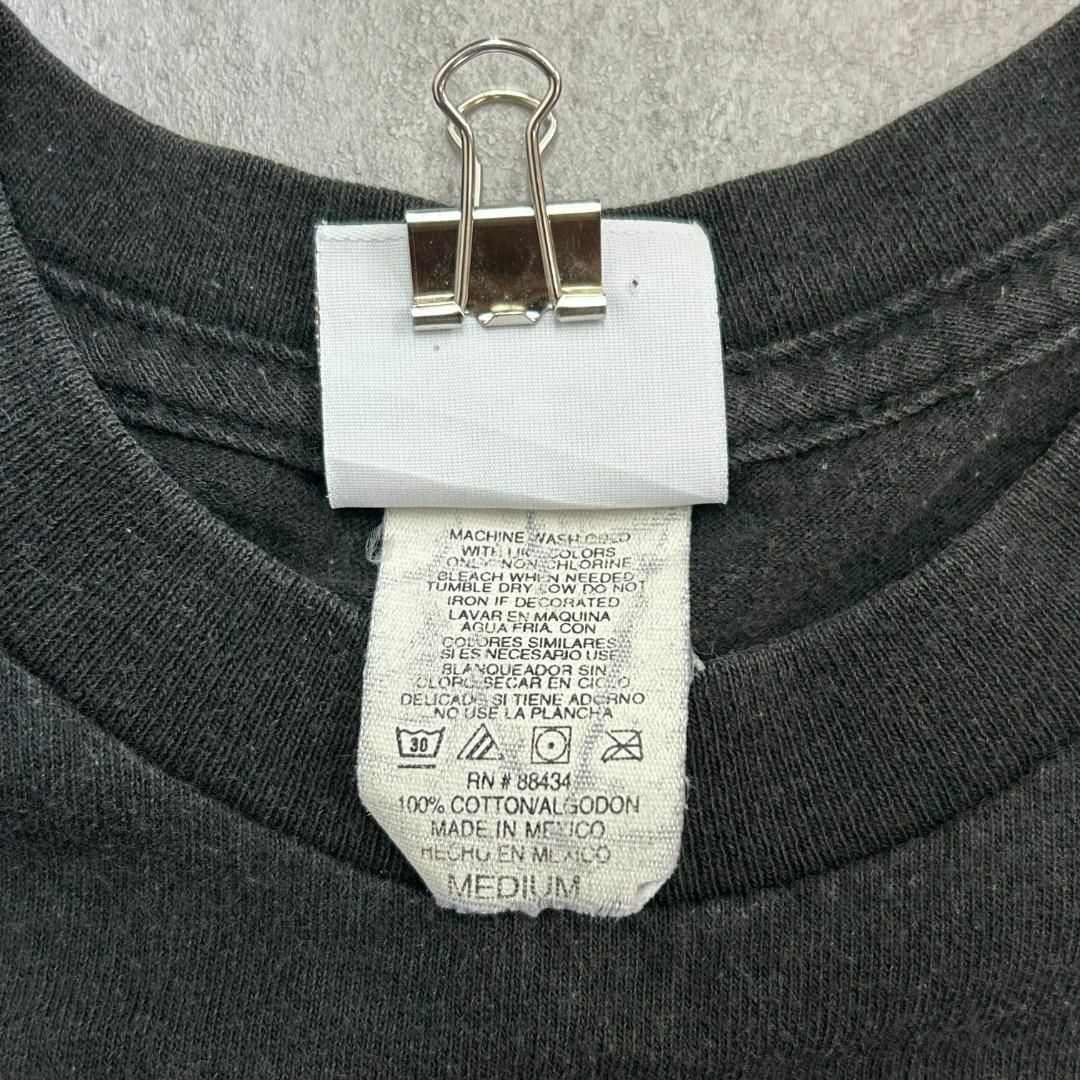 MACHINE WASH COLD
WITH LIKE COLORS
ONLY NON CHLORINE
BLEACH WHEN NEEDED
TUMBLE DRY LOW DO NOT
IRON IF DECORATED
LAVAR EN MAQUINA
AGUA FRIA. CON
COLORES SIMILARES
SI ES NECESARIO USE
BLANQUEADOR SIN
CLORO. SECAR EN CICLO
DELICADO SI TIENE ADORNO
NO USE LA PLANCHA
30
RN # 88434
100% COTTON/ALGODON
MADE IN MEXICO
HECHO EN MEXICO
MEDIUM